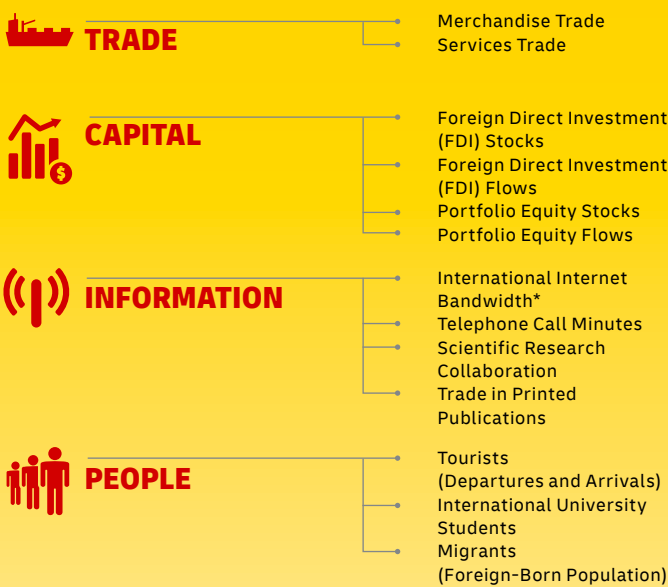 TRADE
Merchandise Trade
Services Trade
CAPITAL
Foreign Direct Investment
(FDI) Stocks
Foreign Direct Investment
(FDI) Flows
Portfolio Equity Stocks
Portfolio Equity Flows
$
INFORMATION
International Internet
Bandwidth*
Telephone Call Minutes
Scientific Research
Collaboration
Trade in Printed
Publications
PEOPLE
Tourists
(Departures and Arrivals)
International University
Students
Migrants
(Foreign-Born Population)